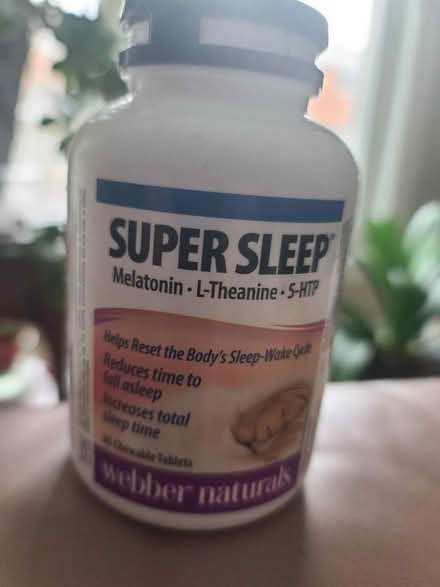 SUPER SLEEP™
Melatonin • L-Theanine • 5-HTP
Helps Reset the Body's Sleep-Wake Cycle
Reduces time to
fall asleep
Increases total
sleep time
Chewable Tablets
webber naturals